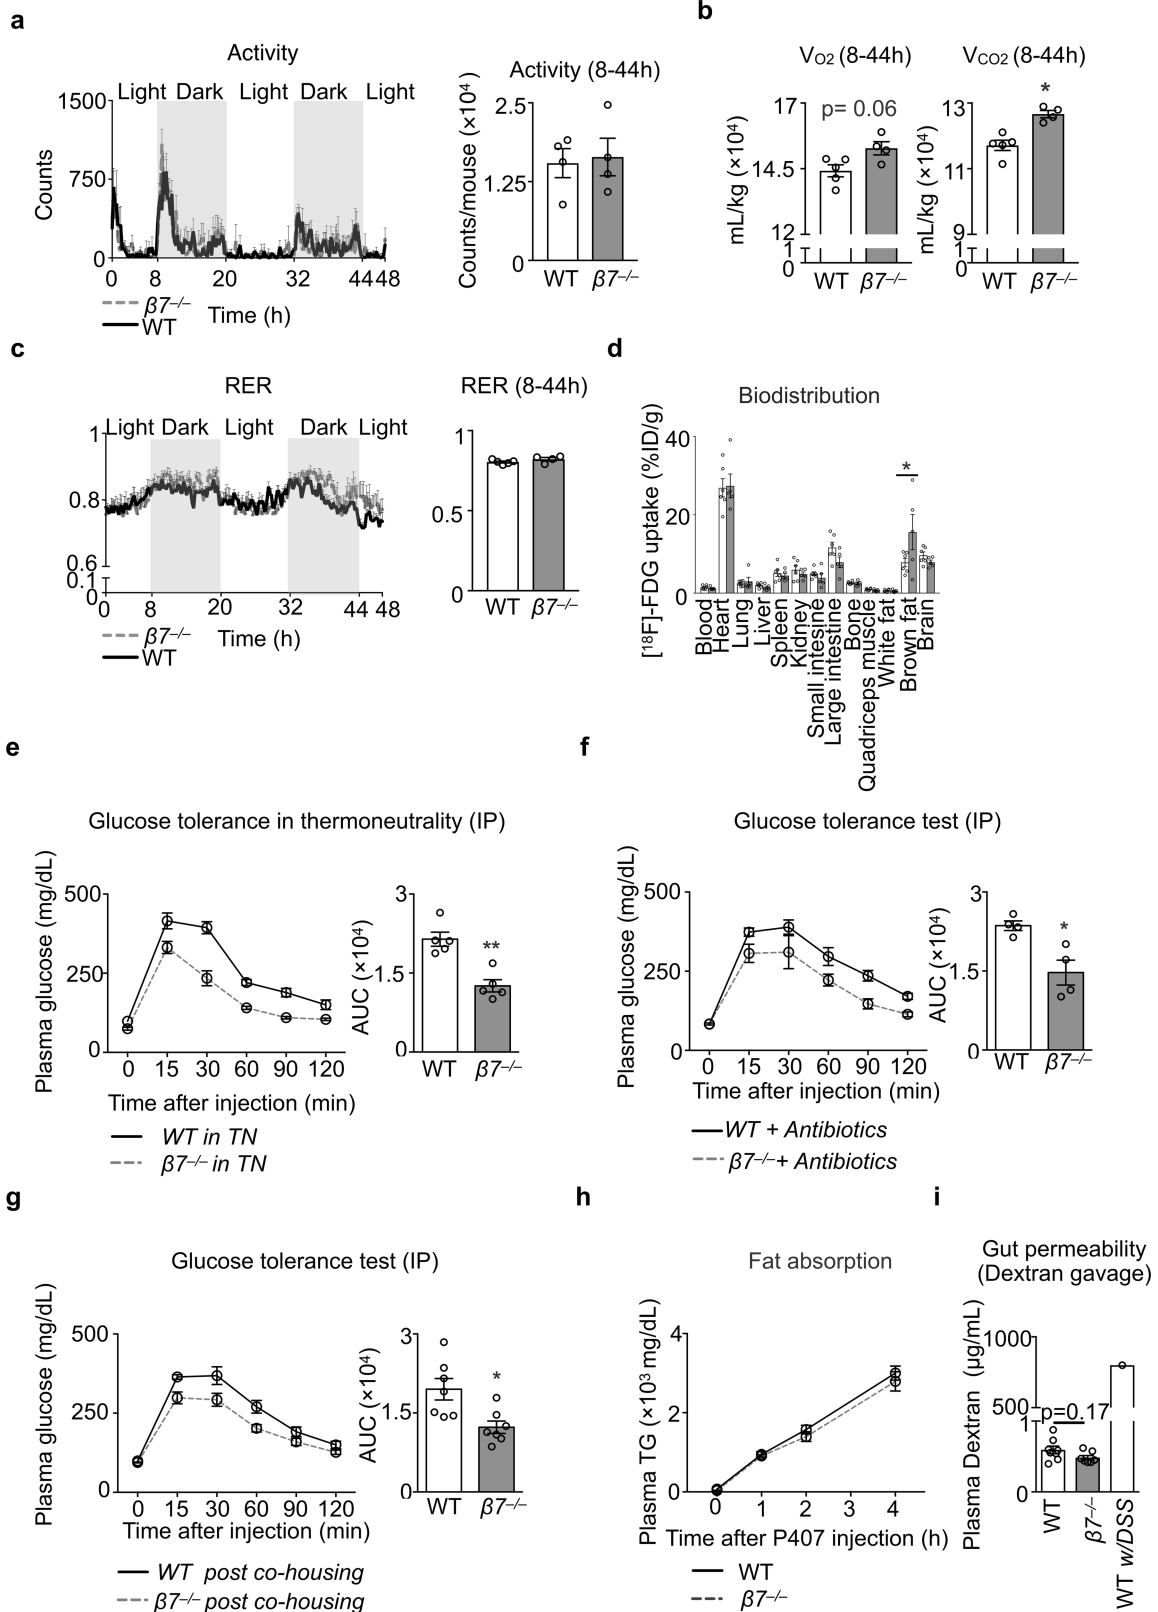 a
Activity
Light Dark Light Dark Light
1500
750
0
Counts
0 8 20 32 44 48
Time (h)
β7–/–
WT
Activity (8-44h)
Counts/mouse (×10⁴)
2.5
1.25
0
WT β7–/–
b
VO2 (8-44h)
mL/kg (×10⁴)
17
14.5
12
1
0
p= 0.06
WT β7–/–
VCO2 (8-44h)
mL/kg (×10⁴)
13
11
9
1
0
*
WT β7–/–
c
RER
Light Dark Light Dark Light
1
0.8
0.6
0.1
0
0 8 20 32 44 48
Time (h)
β7–/–
WT
RER (8-44h)
1
0.5
0
WT β7–/–
d
Biodistribution
[¹⁸F]-FDG uptake (%ID/g)
40
20
0
*
Blood
Heart
Lung
Liver
Spleen
Kidney
Small intesine
Large intestine
Bone
Quadriceps muscle
White fat
Brown fat
Brain
e
Glucose tolerance in thermoneutrality (IP)
Plasma glucose (mg/dL)
500
250
0
0 15 30 60 90 120
Time after injection (min)
WT in TN
β7–/– in TN
AUC (×10⁴)
3
1.5
0
**
WT β7–/–
f
Glucose tolerance test (IP)
Plasma glucose (mg/dL)
500
250
0
0 15 30 60 90 120
Time after injection (min)
WT + Antibiotics
β7–/–+ Antibiotics
AUC (×10⁴)
3
1.5
0
*
WT β7–/–
g
Glucose tolerance test (IP)
Plasma glucose (mg/dL)
500
250
0
0 15 30 60 90 120
Time after injection (min)
WT post co-housing
β7–/– post co-housing
AUC (×10⁴)
3
1.5
0
*
WT β7–/–
h
Fat absorption
Plasma TG (×10³ mg/dL)
4
2
0
0 1 2 3 4
Time after P407 injection (h)
WT
β7–/–
i
Gut permeability
(Dextran gavage)
Plasma Dextran (µg/mL)
1000
500
1
0
p=0.17
WT
β7–/–
WT w/DSS